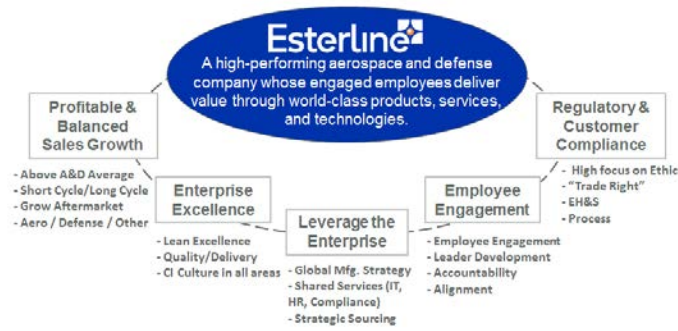 Esterline
A high-performing aerospace and defense
company whose engaged employees deliver
value through world-class products, services,
and technologies.
Profitable &
Balanced
Sales Growth
- Above A&D Average
- Short Cycle/Long Cycle
- Grow Aftermarket
- Aero / Defense / Other
Enterprise
Excellence
- Lean Excellence
- Quality/Delivery
- CI Culture in all areas
Leverage the
Enterprise
- Global Mfg. Strategy
- Shared Services (IT,
HR, Compliance)
- Strategic Sourcing
Employee
Engagement
- Employee Engagement
- Leader Development
- Accountability
- Alignment
Regulatory &
Customer
Compliance
- High focus on Ethic
- "Trade Right"
- EH&S
- Process